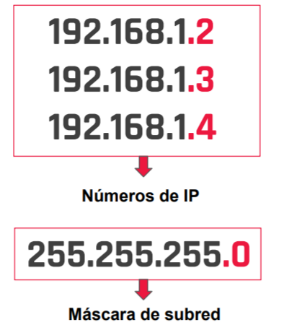 192.168.1.2
192.168.1.3
192.168.1.4
Números de IP
255.255.255.0
Máscara de subred